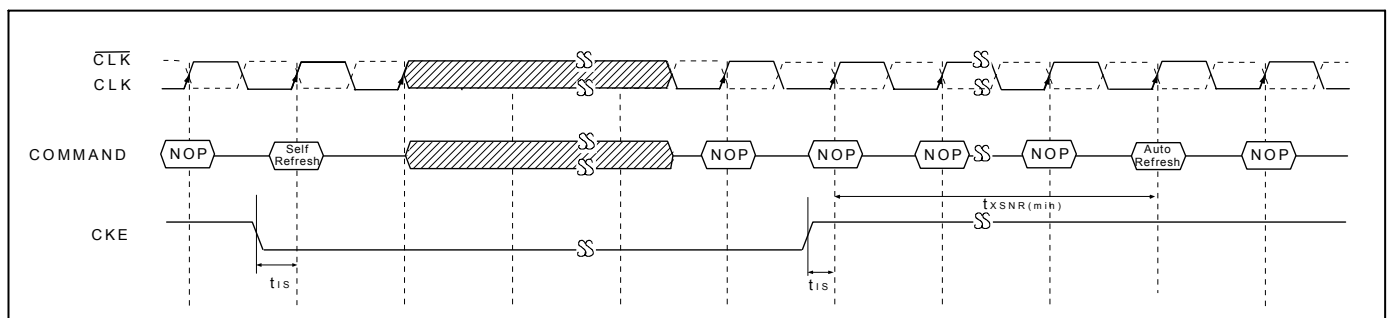 CLK
CLK
COMMAND NOP Self Refresh NOP NOP NOP NOP Auto Refresh NOP
tXSNR(min)
CKE
tIS tIS